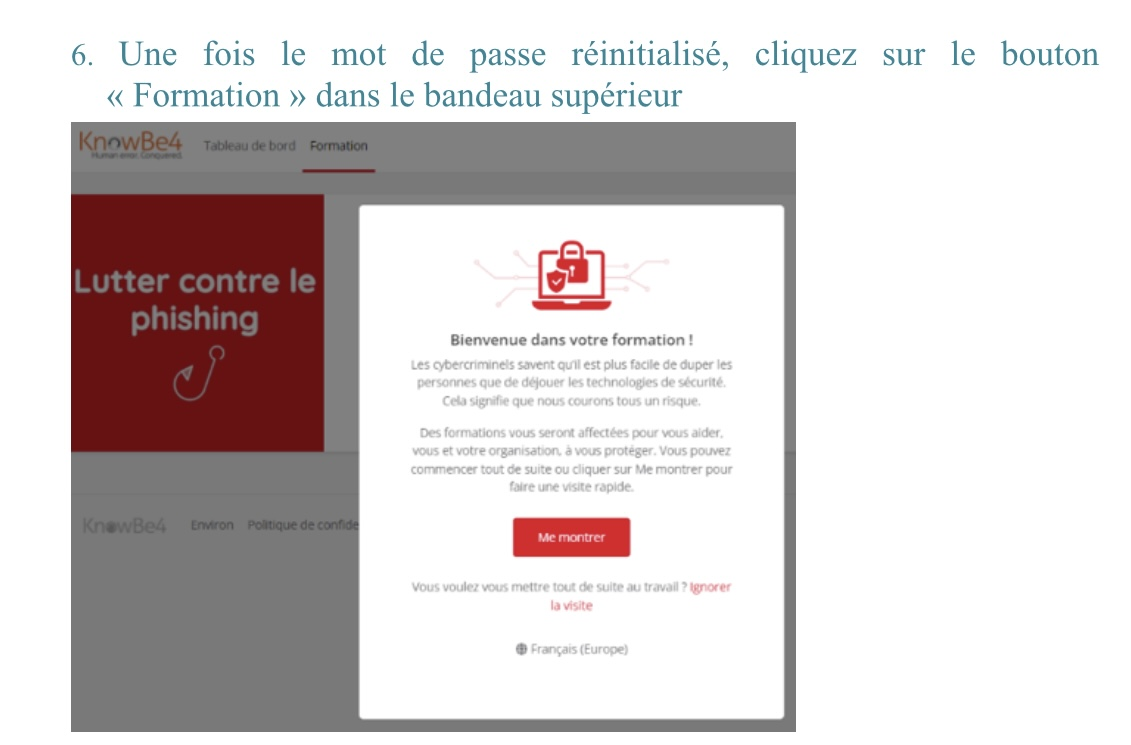 6. Une fois le mot de passe réinitialisé, cliquez sur le bouton
« Formation » dans le bandeau supérieur
KnowBe4 Tableau de bord Formation
Human error. Conquered.
Lutter contre le
phishing
Bienvenue dans votre formation !
Les cybercriminels savent qu'il est plus facile de duper les
personnes que de déjouer les technologies de sécurité.
Cela signifie que nous courons tous un risque.
Des formations vous seront affectées pour vous aider,
vous et votre organisation, à vous protéger. Vous pouvez
commencer tout de suite ou cliquer sur Me montrer pour
faire une visite rapide.
Me montrer
Vous voulez vous mettre tout de suite au travail ? Ignorer
la visite
Français (Europe)
KnowBe4 Environ Politique de confide